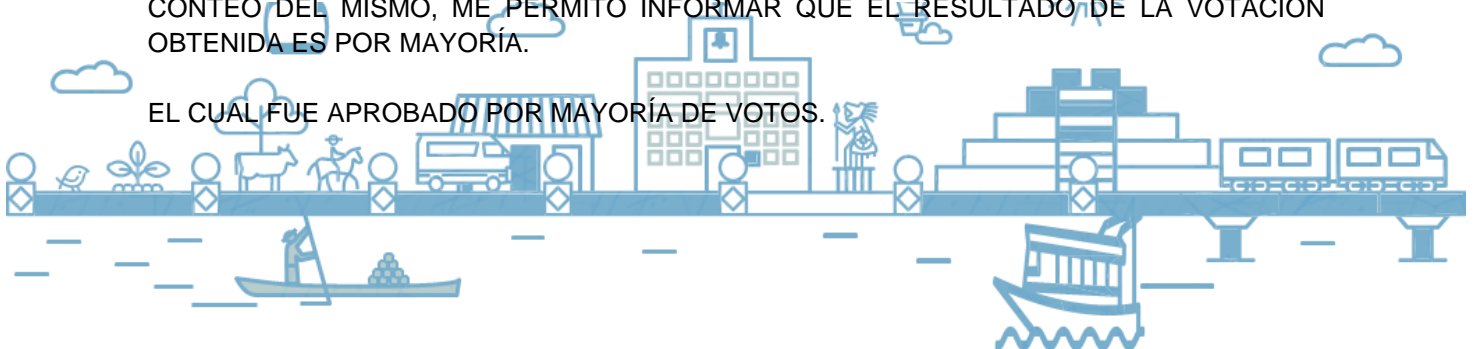 CONTEO DEL MISMO, ME PERMITO INFORMAR QUE EL RESULTADO DE LA VOTACIÓN
OBTENIDA ES POR MAYORÍA.
EL CUAL FUE APROBADO POR MAYORÍA DE VOTOS.